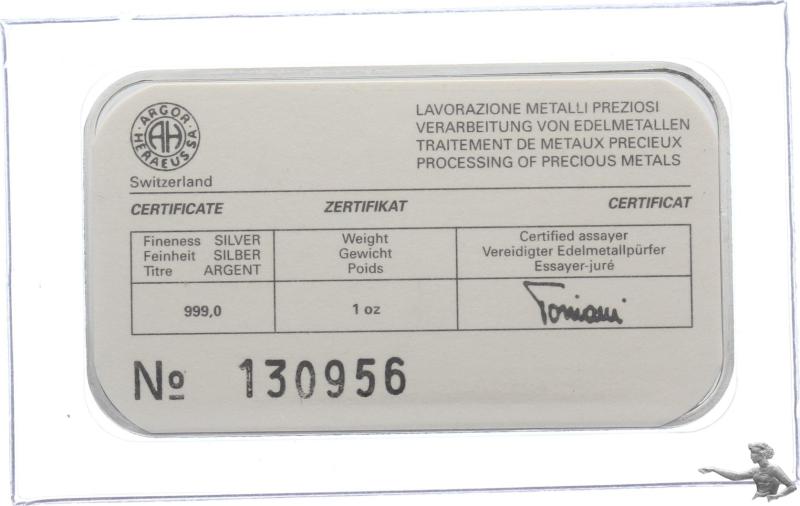 ARGOR
AH
HERAEUS SA
Switzerland
LAVORAZIONE METALLI PREZIOSI
VERARBEITUNG VON EDELMETALLEN
TRAITEMENT DE METAUX PRECIEUX
PROCESSING OF PRECIOUS METALS
CERTIFICATE ZERTIFIKAT CERTIFICAT
Fineness SILVER
Feinheit SILBER
Titre ARGENT
Weight
Gewicht
Poids
Certified assayer
Vereidigter Edelmetallpürfer
Essayer-juré
999,0
1 oz
Toniani
No 130956